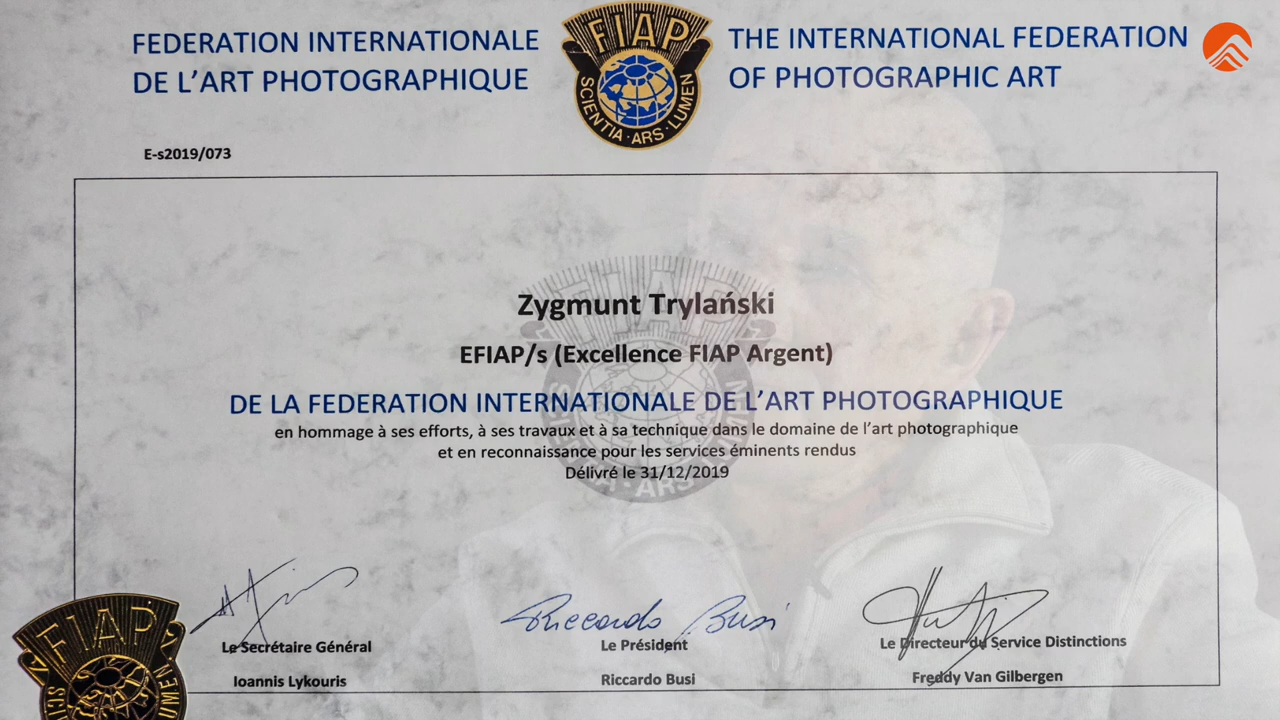 FEDERATION INTERNATIONALE
DE L'ART PHOTOGRAPHIQUE
FIAP
SCIENTIA · ARS · LUMEN
THE INTERNATIONAL FEDERATION
OF PHOTOGRAPHIC ART
E-s2019/073
Zygmunt Trylański
EFIAP/s (Excellence FIAP Argent)
DE LA FEDERATION INTERNATIONALE DE L'ART PHOTOGRAPHIQUE
en hommage à ses efforts, à ses travaux et à sa technique dans le domaine de l'art photographique
et en reconnaissance pour les services éminents rendus
Délivré le 31/12/2019
Riccardo Busi
Le Secrétaire Général
Le Président
Le Directeur du Service Distinctions
Ioannis Lykouris
Riccardo Busi
Freddy Van Gilbergen
FIAP